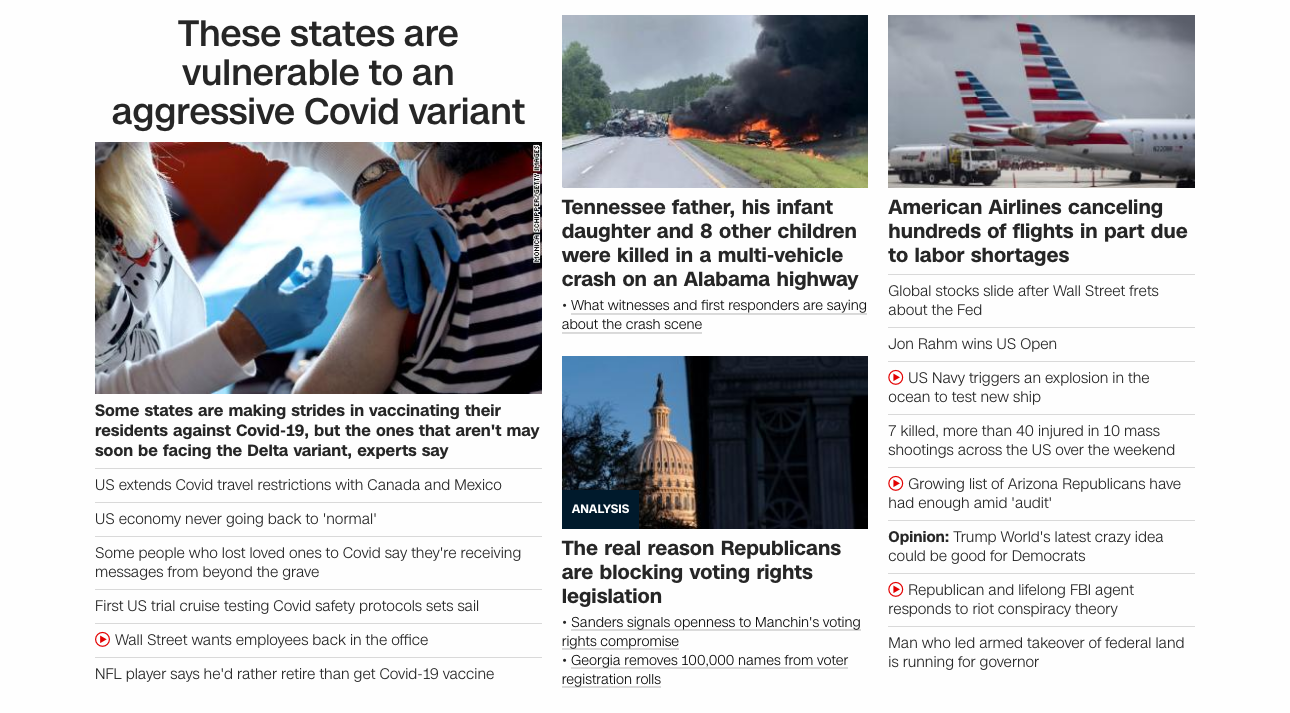 These states are
vulnerable to an
aggressive Covid variant
MONICA SCHIPPER/GETTY IMAGES
Some states are making strides in vaccinating their
residents against Covid-19, but the ones that aren't may
soon be facing the Delta variant, experts say
US extends Covid travel restrictions with Canada and Mexico
US economy never going back to 'normal'
Some people who lost loved ones to Covid say they're receiving
messages from beyond the grave
First US trial cruise testing Covid safety protocols sets sail
Wall Street wants employees back in the office
NFL player says he'd rather retire than get Covid-19 vaccine
Tennessee father, his infant
daughter and 8 other children
were killed in a multi-vehicle
crash on an Alabama highway
• What witnesses and first responders are saying
about the crash scene
ANALYSIS
The real reason Republicans
are blocking voting rights
legislation
• Sanders signals openness to Manchin's voting
rights compromise
• Georgia removes 100,000 names from voter
registration rolls
American Airlines canceling
hundreds of flights in part due
to labor shortages
Global stocks slide after Wall Street frets
about the Fed
Jon Rahm wins US Open
US Navy triggers an explosion in the
ocean to test new ship
7 killed, more than 40 injured in 10 mass
shootings across the US over the weekend
Growing list of Arizona Republicans have
had enough amid 'audit'
Opinion: Trump World's latest crazy idea
could be good for Democrats
Republican and lifelong FBI agent
responds to riot conspiracy theory
Man who led armed takeover of federal land
is running for governor